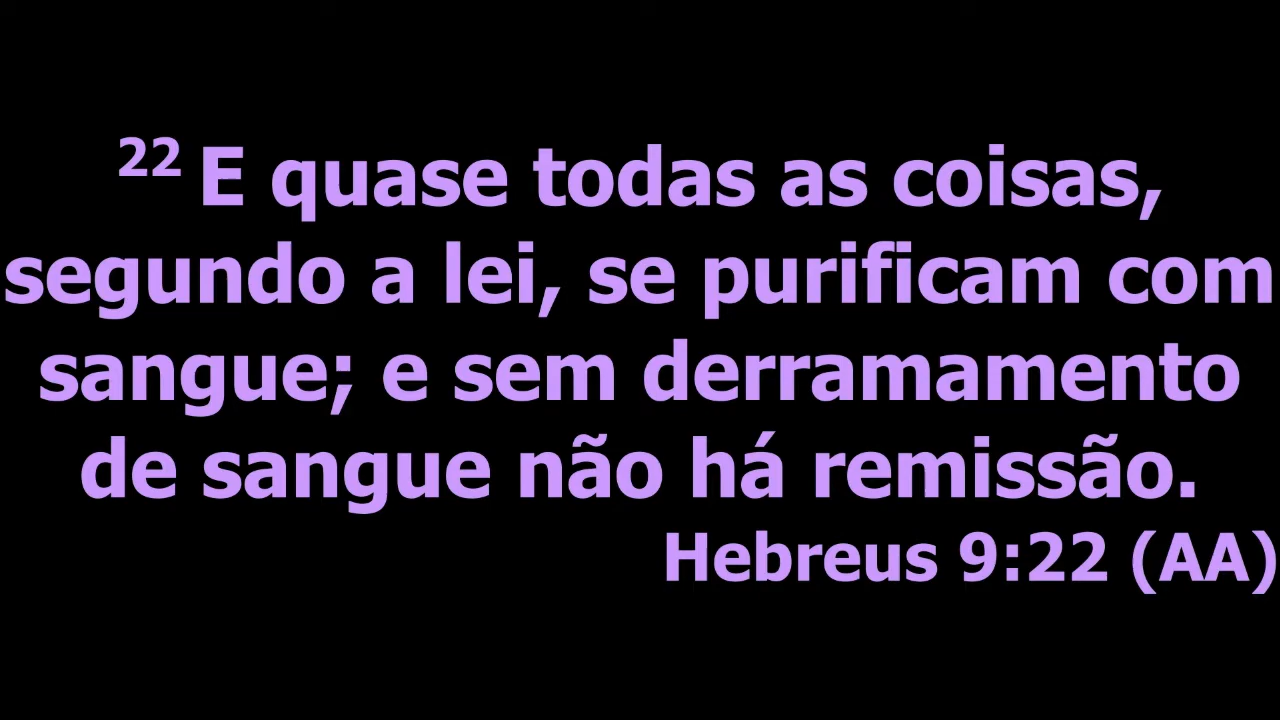 22 E quase todas as coisas,
segundo a lei, se purificam com
sangue; e sem derramamento
de sangue não há remissão.
Hebreus 9:22 (AA)